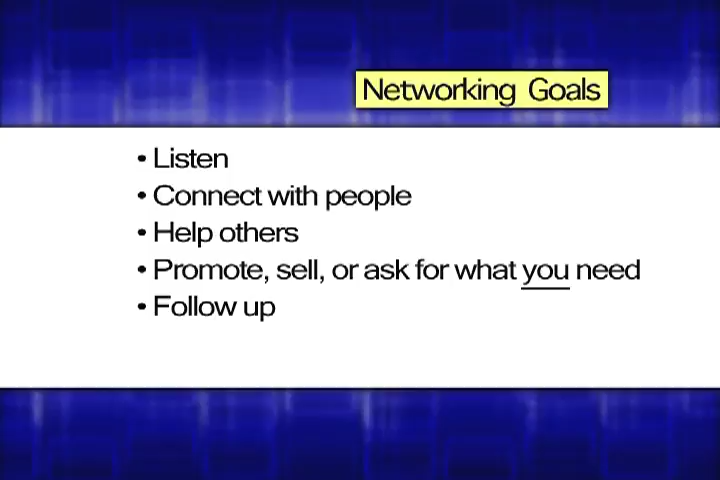 Networking Goals
• Listen
• Connect with people
• Help others
• Promote, sell, or ask for what you need
• Follow up